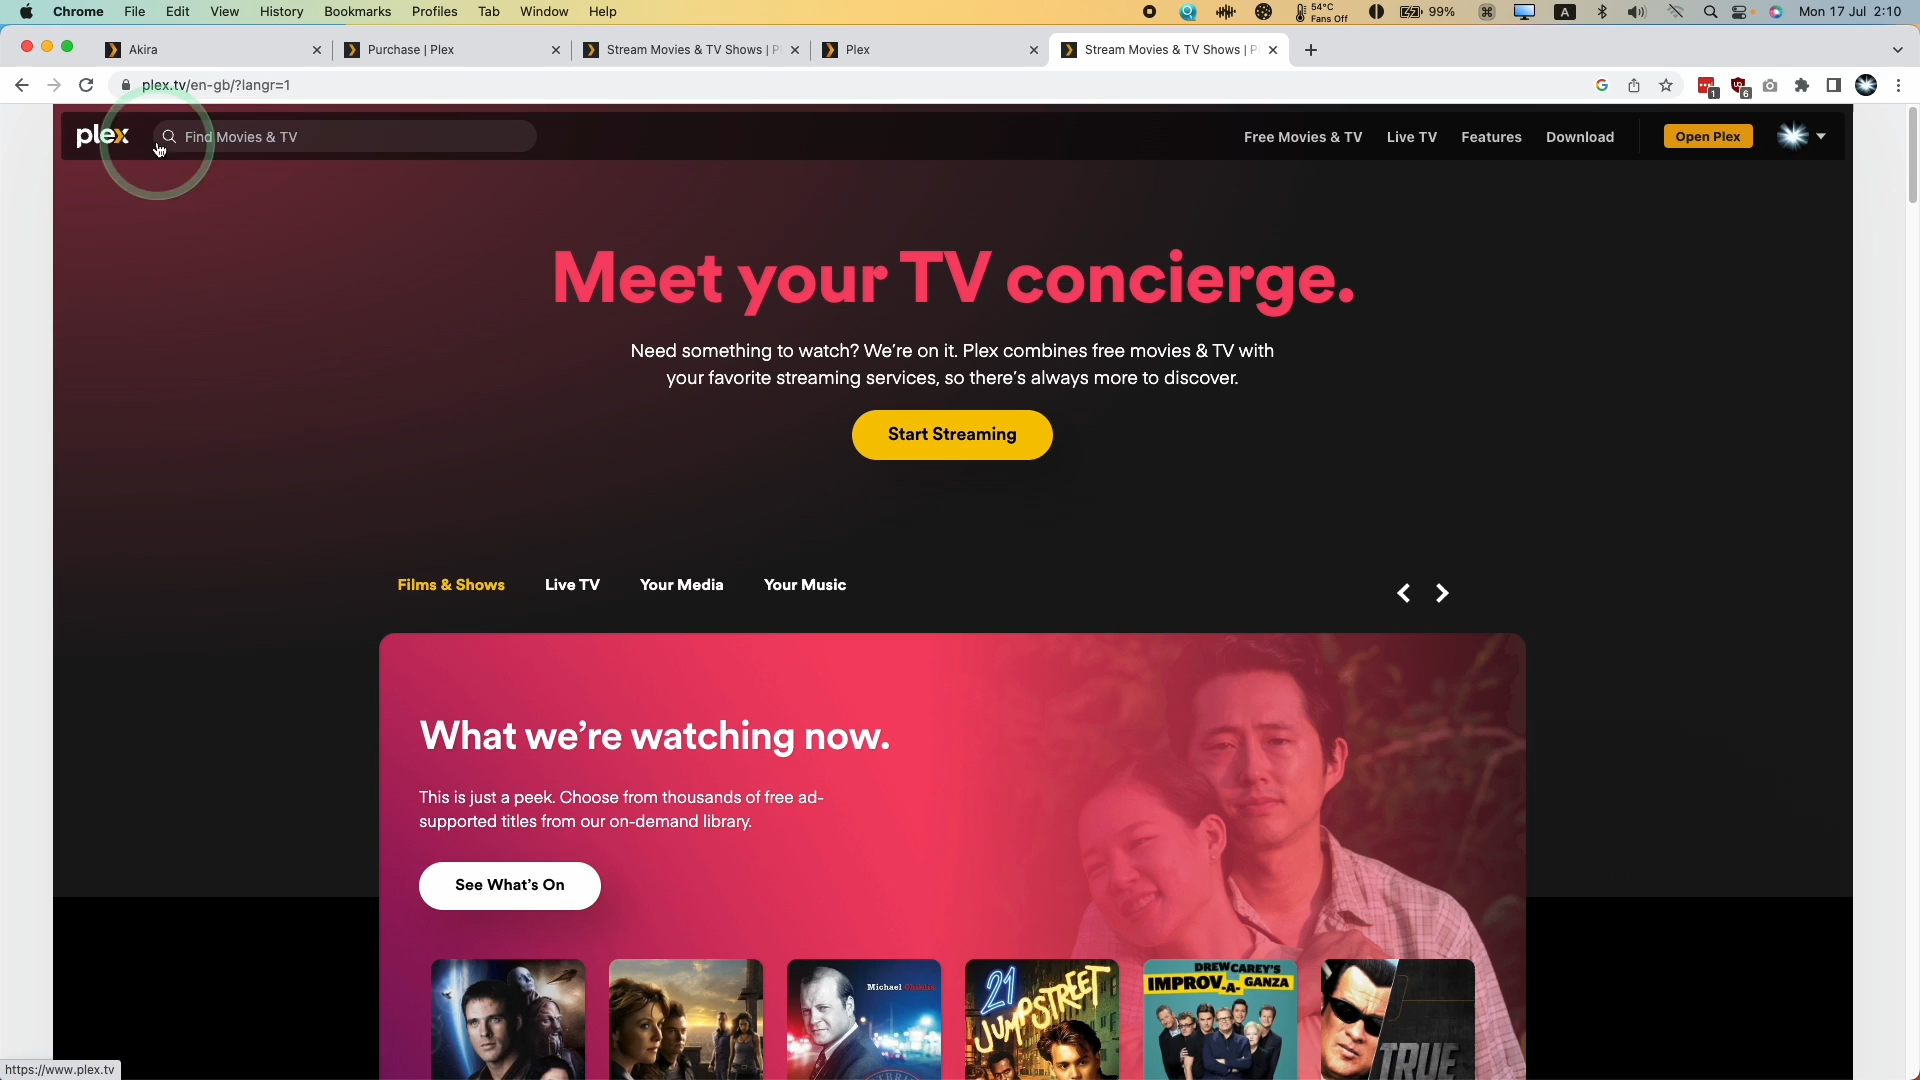 Chrome File Edit View History Bookmarks Profiles Tab Window Help
54°C
Fans Off
99%
A
Mon 17 Jul 2:10
Akira
Purchase | Plex
Stream Movies & TV Shows | P
Plex
Stream Movies & TV Shows | P
plex.tv/en-gb/?langr=1
1
6
plex
Find Movies & TV
Free Movies & TV
Live TV
Features
Download
Open Plex
Meet your TV concierge.
Need something to watch? We're on it. Plex combines free movies & TV with
your favorite streaming services, so there's always more to discover.
Start Streaming
Films & Shows
Live TV
Your Media
Your Music
What we're watching now.
This is just a peek. Choose from thousands of free ad-
supported titles from our on-demand library.
See What's On
Michael
21
JUMP STREET
DREW CAREY'S
IMPROV-A-GANZA
TRUE
https://www.plex.tv